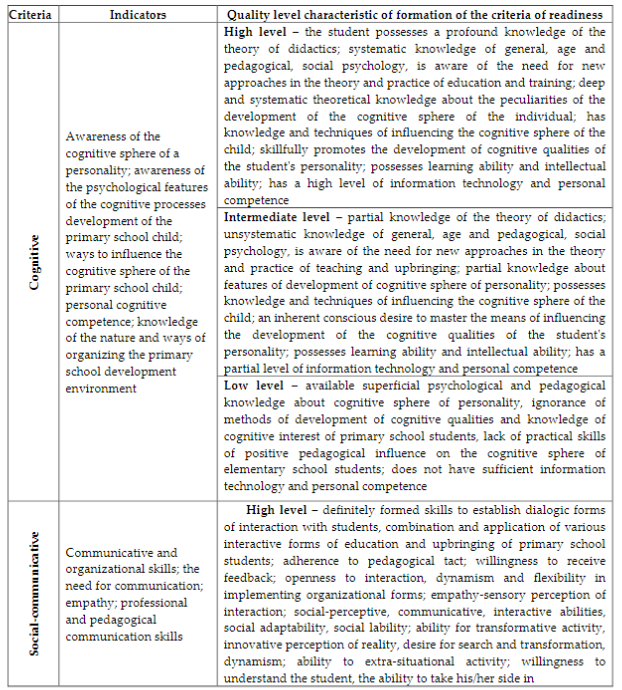 Criteria
Indicators
Quality level characteristic of formation of the criteria of readiness
Cognitive
Awareness of the
cognitive sphere of a
personality; awareness of
the psychological features
of the cognitive processes
development of the
primary school child;
ways to influence the
cognitive sphere of the
primary school child;
personal cognitive
competence; knowledge
of the nature and ways of
organizing the primary
school development
environment
High level – the student possesses a profound knowledge of the
theory of didactics; systematic knowledge of general, age and
pedagogical, social psychology, is aware of the need for new
approaches in the theory and practice of education and training; deep
and systematic theoretical knowledge about the peculiarities of the
development of the cognitive sphere of the individual; has
knowledge and techniques of influencing the cognitive sphere of the
child; skillfully promotes the development of cognitive qualities of
the student's personality; possesses learning ability and intellectual
ability; has a high level of information technology and personal
competence
Intermediate level – partial knowledge of the theory of didactics;
unsystematic knowledge of general, age and pedagogical, social
psychology, is aware of the need for new approaches in the theory
and practice of teaching and upbringing; partial knowledge about
features of development of cognitive sphere of personality; possesses
knowledge and techniques of influencing the cognitive sphere of the
child; an inherent conscious desire to master the means of influencing
the development of the cognitive qualities of the student's
personality; possesses learning ability and intellectual ability; has a
partial level of information technology and personal competence
Low level – available superficial psychological and pedagogical
knowledge about cognitive sphere of personality, ignorance of
methods of development of cognitive qualities and knowledge of
cognitive interest of primary school students, lack of practical skills
of positive pedagogical influence on the cognitive sphere of
elementary school students; does not have sufficient information
technology and personal competence
Social-communicative
Communicative and
organizational skills; the
need for communication;
empathy; professional
and pedagogical
communication skills
High level – definitely formed skills to establish dialogic forms
of interaction with students, combination and application of various
interactive forms of education and upbringing of primary school
students; adherence to pedagogical tact; willingness to receive
feedback; openness to interaction, dynamism and flexibility in
implementing organizational forms; empathy-sensory perception of
interaction; social-perceptive, communicative, interactive abilities,
social adaptability, social lability; ability for transformative activity,
innovative perception of reality, desire for search and transformation,
dynamism; ability to extra-situational activity; willingness to
understand the student, the ability to take his/her side in